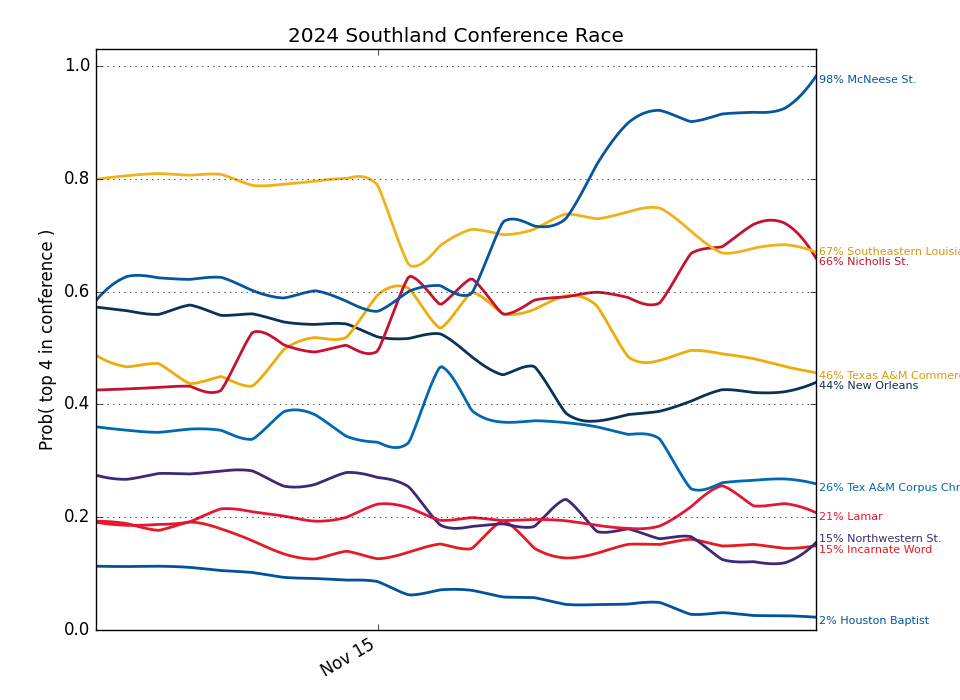 2024 Southland Conference Race
Prob( top 4 in conference )
1.0
0.8
0.6
0.4
0.2
0.0
Nov 15
98% McNeese St.
67% Southeastern Louisia
66% Nicholls St.
46% Texas A&M Commerc
44% New Orleans
26% Tex A&M Corpus Chr
21% Lamar
15% Northwestern St.
15% Incarnate Word
2% Houston Baptist